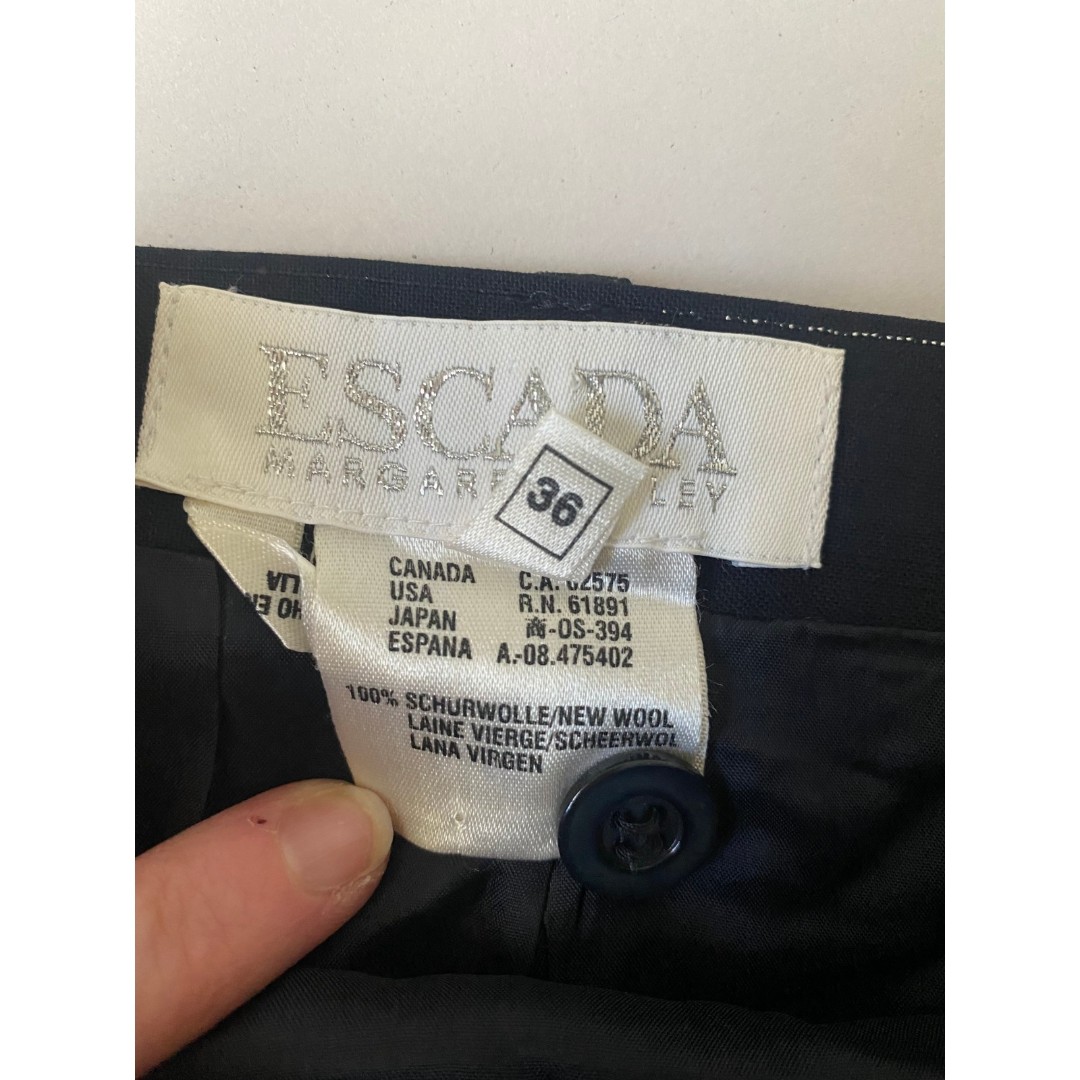 ESCADA
36
CANADA C.A. 02575
USA R.N. 61891
JAPAN 商-OS-394
ESPANA A.-08.475402
100% SCHURWOLLE/NEW WOOL
LAINE VIERGE/SCHEERWOL
LANA VIRGEN